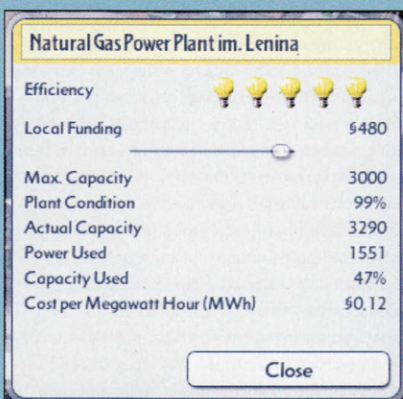 Natural Gas Power Plant im. Lenina
Efficiency
Local Funding §480
Max. Capacity 3000
Plant Condition 99%
Actual Capacity 3290
Power Used 1551
Capacity Used 47%
Cost per Megawatt Hour (MWh) §0.12
Close